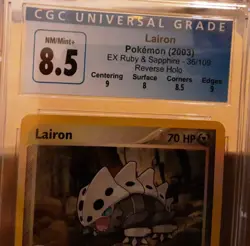 CGC UNIVERSAL GRADE
NM/Mint+
8.5
Lairon
Pokémon (2003)
EX Ruby & Sapphire - 36/109
Reverse Holo
Centering Surface Corners Edges
9 8 8.5 9
Lairon 70 HP